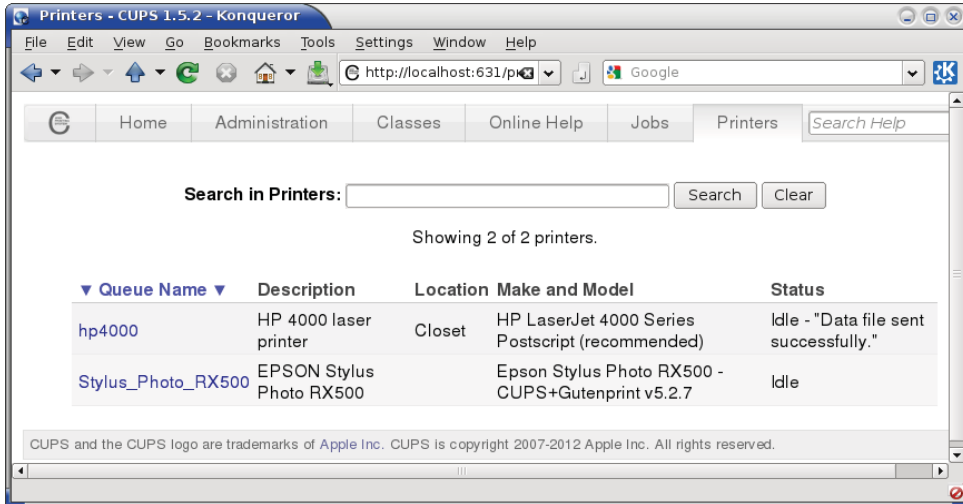 Printers - CUPS 1.5.2 – Konqueror
File Edit View Go Bookmarks Tools Settings Window Help
http://localhost:631/pr Google
Home Administration Classes Online Help Jobs Printers Search Help
Search in Printers: Search Clear
Showing 2 of 2 printers.
▼ Queue Name ▼ Description Location Make and Model Status
hp4000 HP 4000 laser printer Closet HP LaserJet 4000 Series Postscript (recommended) Idle - "Data file sent successfully."
Stylus_Photo_RX500 EPSON Stylus Photo RX500 Epson Stylus Photo RX500 - CUPS+Gutenprint v5.2.7 Idle
CUPS and the CUPS logo are trademarks of Apple Inc. CUPS is copyright 2007-2012 Apple Inc. All rights reserved.